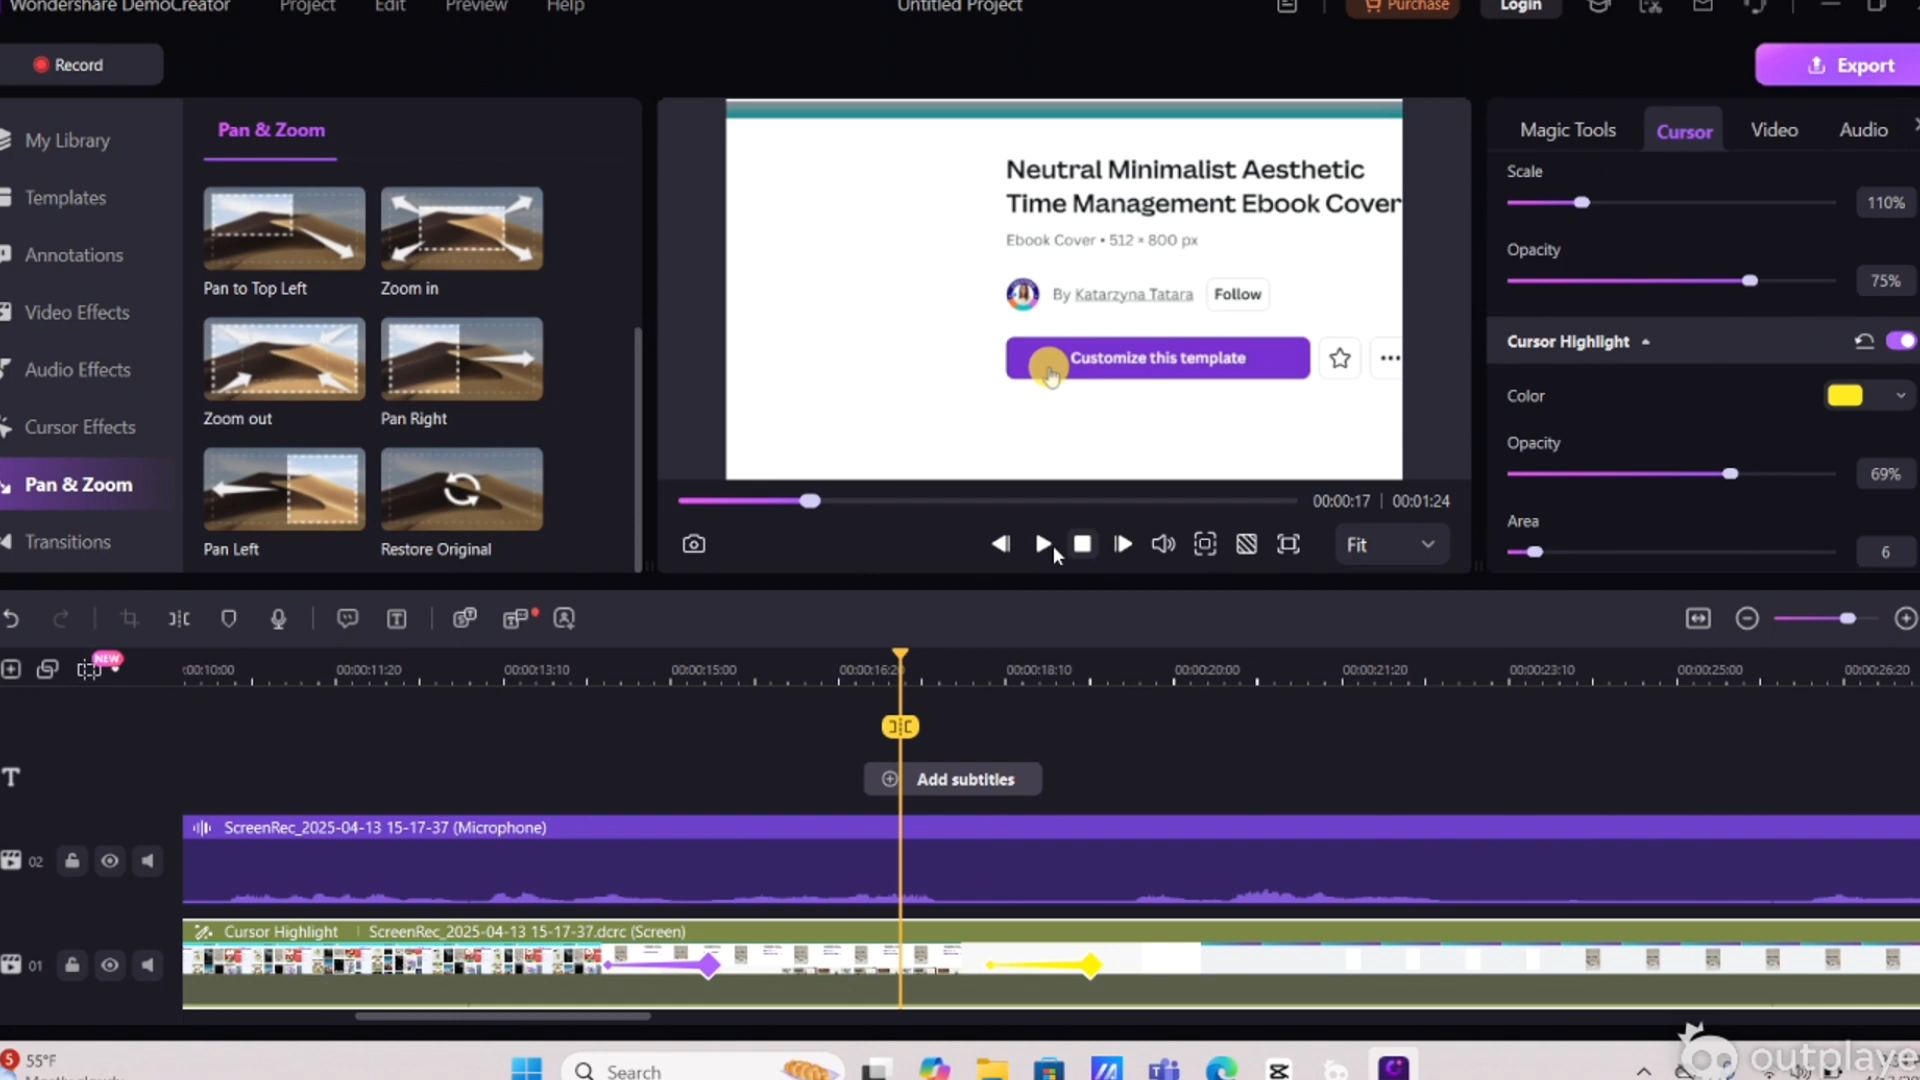 Wondershare DemoCreator Project Edit Preview Help Untitled Project Purchase Login
Record Export
My Library
Templates
Annotations
Video Effects
Audio Effects
Cursor Effects
Pan & Zoom
Transitions
Pan & Zoom
Pan to Top Left Zoom in
Zoom out Pan Right
Pan Left Restore Original
Neutral Minimalist Aesthetic
Time Management Ebook Cover
Ebook Cover • 512 × 800 px
By Katarzyna Tatara Follow
Customize this template
00:00:17 | 00:01:24
Fit
Magic Tools Cursor Video Audio
Scale
110%
Opacity
75%
Cursor Highlight
Color
Opacity
69%
Area
6
NEW
:00:10:00 00:00:11:20 00:00:13:10 00:00:15:00 00:00:16:20 00:00:18:10 00:00:20:00 00:00:21:20 00:00:23:10 00:00:25:00 00:00:26:20
Add subtitles
ScreenRec_2025-04-13 15-17-37 (Microphone)
02
Cursor Highlight | ScreenRec_2025-04-13 15-17-37.dcrc (Screen)
01
5 55°F
Search
outplaye